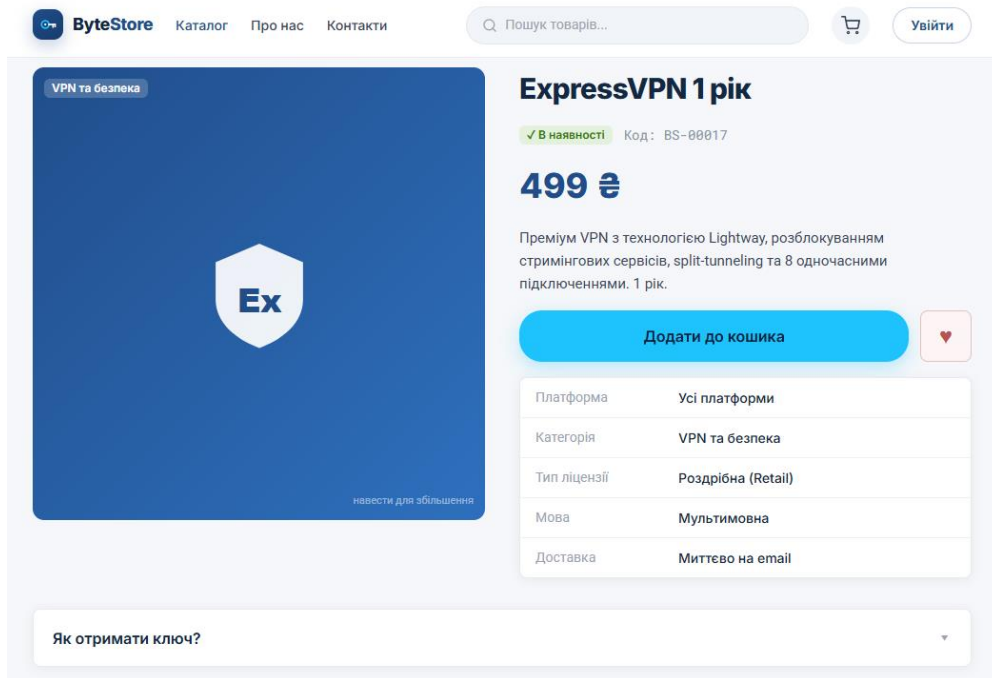 ByteStore
Каталог
Про нас
Контакти
Пошук товарів...
Увійти
VPN та безпека
Ex
навести для збільшення
ExpressVPN 1 рік
✓ В наявності
Код: BS-00017
499 ₴
Преміум VPN з технологією Lightway, розблокуванням
стримінгових сервісів, split-tunneling та 8 одночасними
підключеннями. 1 рік.
Додати до кошика
Платформа Усі платформи
Категорія VPN та безпека
Тип ліцензії Роздрібна (Retail)
Мова Мультимовна
Доставка Миттєво на email
Як отримати ключ?